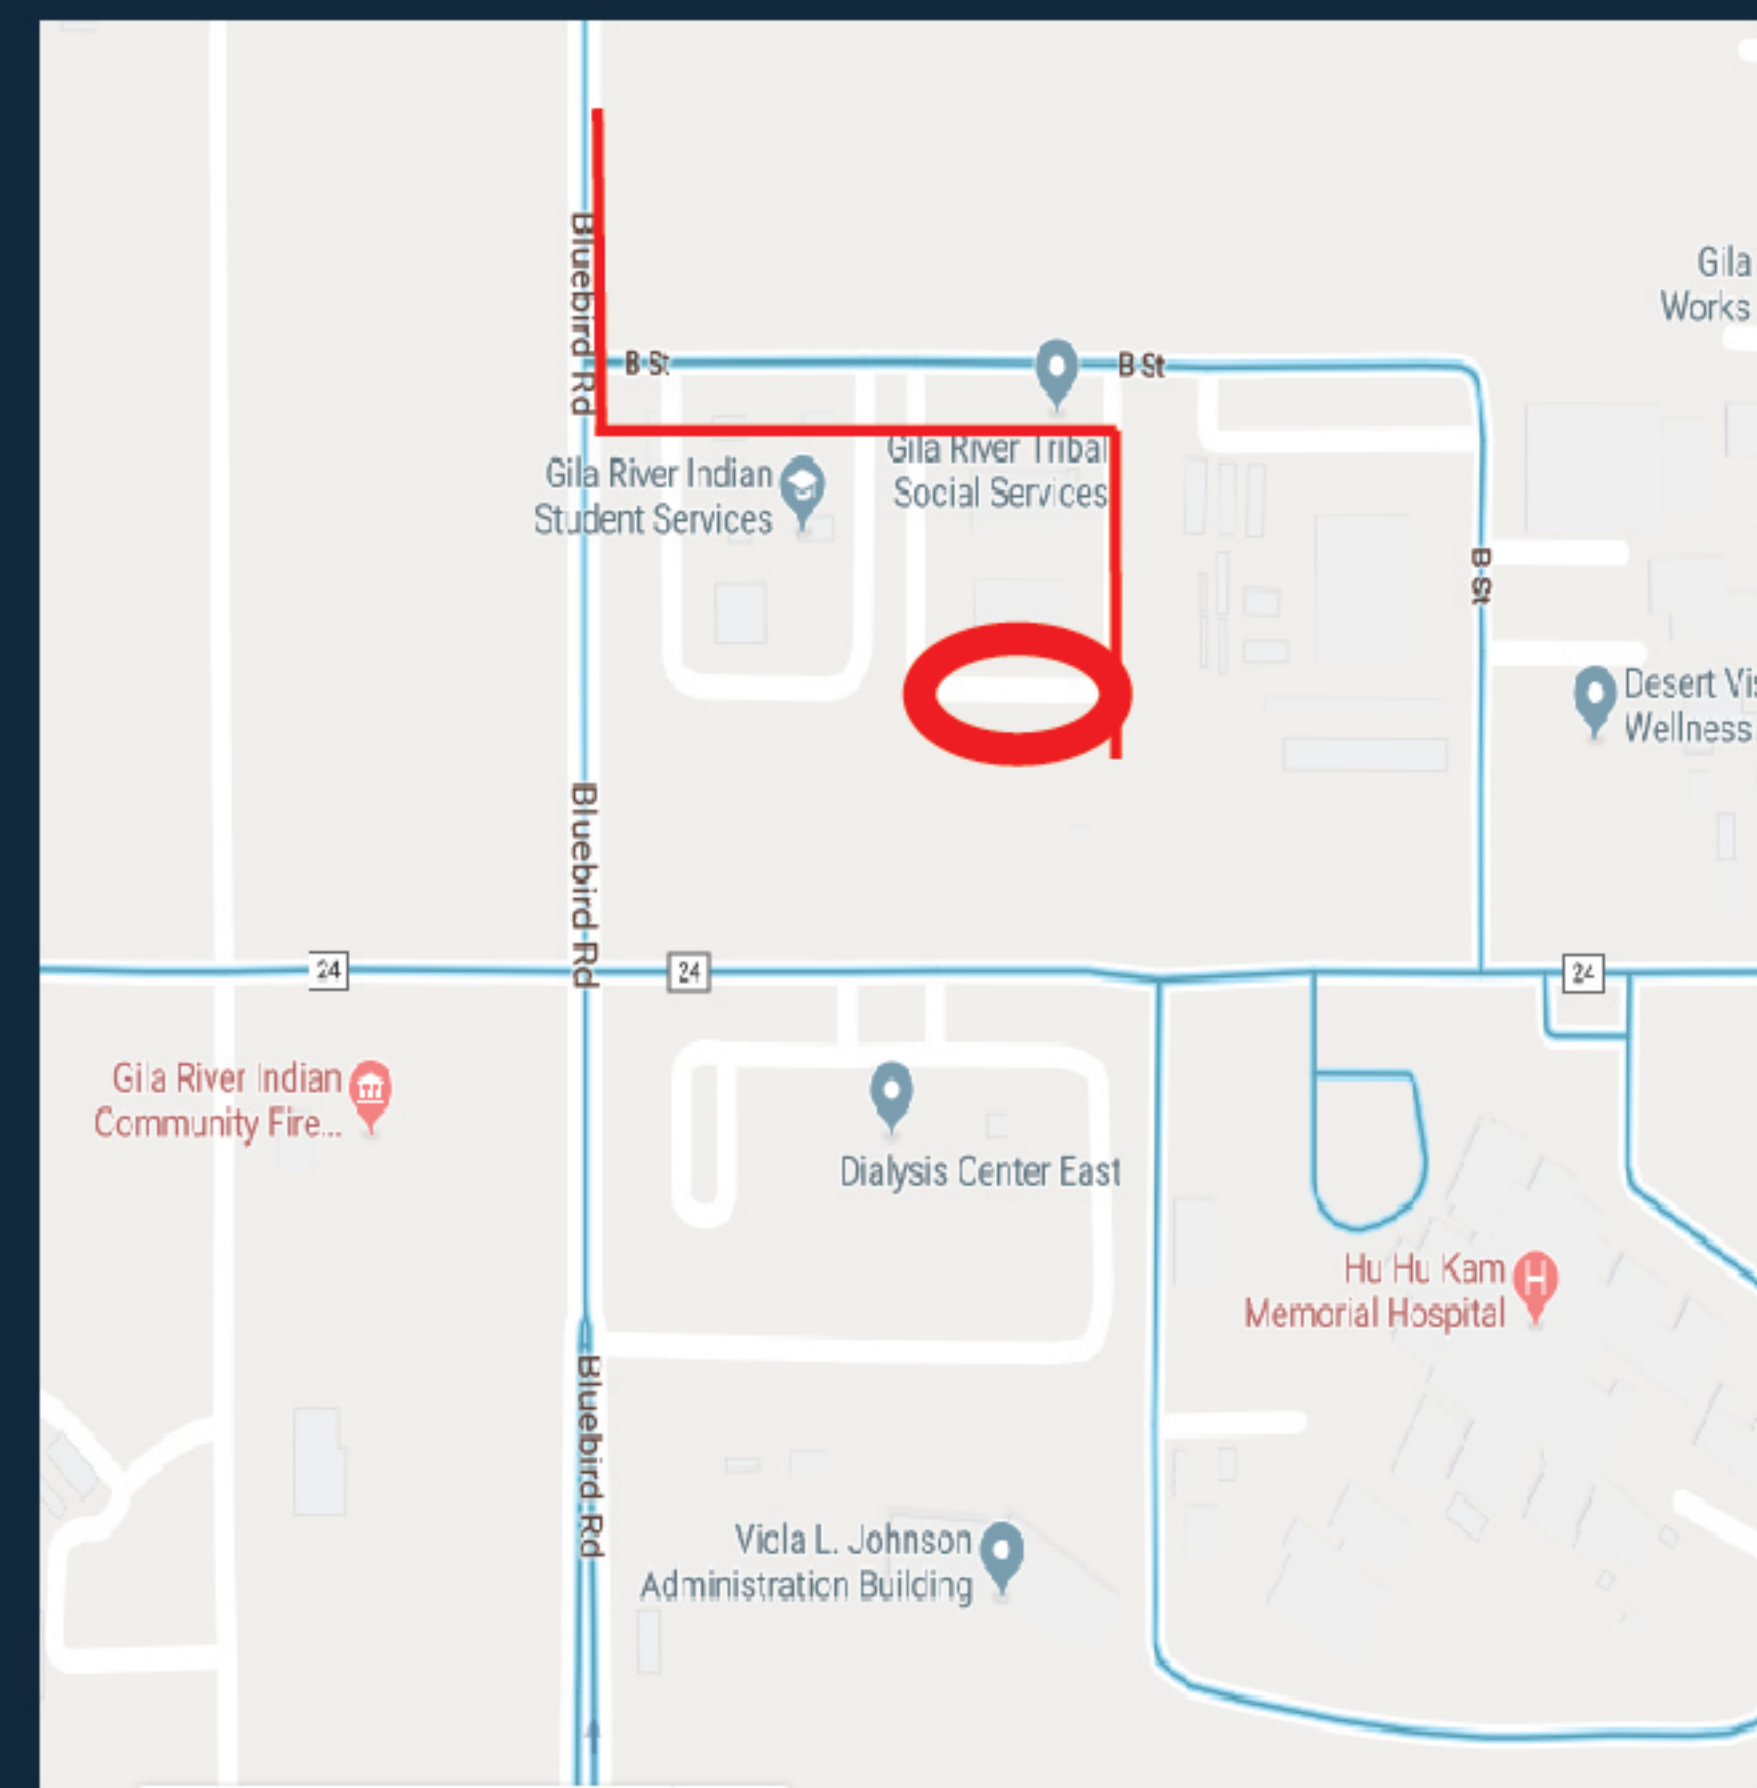 Bluebird Rd
Gila
Works
B St
B St
Gila River Tribal
Social Services
Gila River Indian
Student Services
B St
Desert Vis
Wellness
Bluebird Rd
24
24
24
Gila River Indian
Community Fire...
Dialysis Center East
Hu Hu Kam
Memorial Hospital
H
Bluebird Rd
Viola L. Johnson
Administration Building